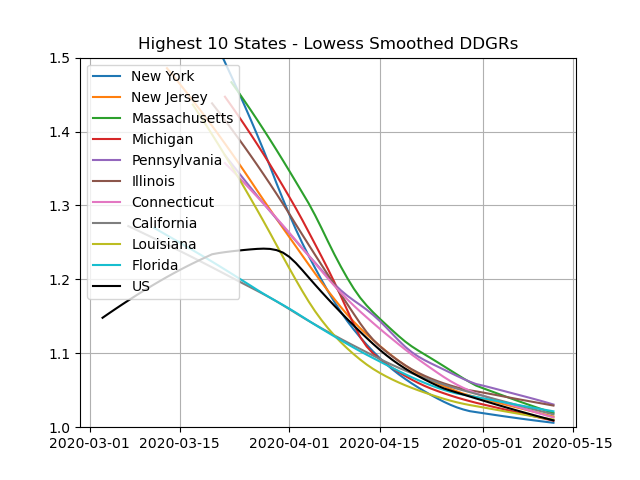 Highest 10 States - Lowess Smoothed DDGRs
1.5
1.4
1.3
1.2
1.1
1.0
New York
New Jersey
Massachusetts
Michigan
Pennsylvania
Illinois
Connecticut
California
Louisiana
Florida
US
2020-03-01 2020-03-15 2020-04-01 2020-04-15 2020-05-01 2020-05-15